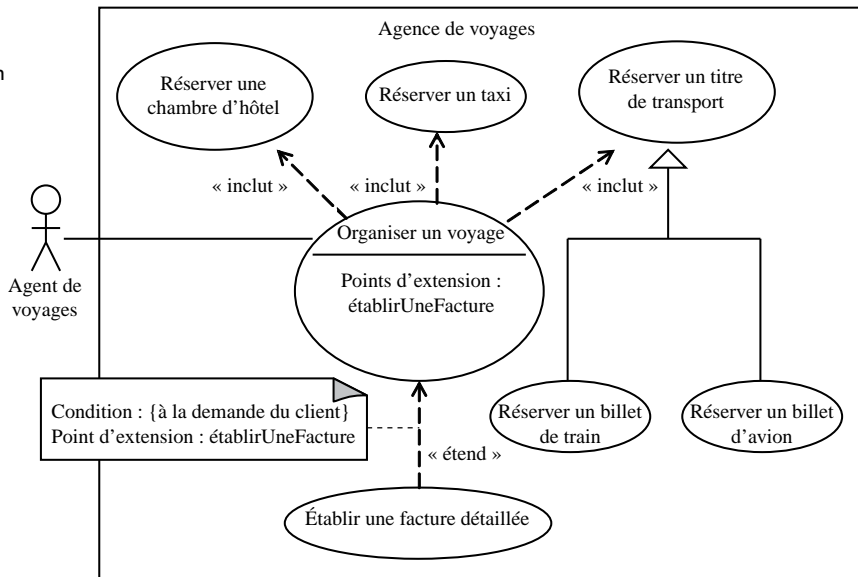 Agence de voyages
n
Réserver une
chambre d’hôtel
Réserver un taxi
Réserver un titre
de transport
« inclut »
« inclut »
« inclut »
Agent de
voyages
Organiser un voyage
Points d’extension :
établirUneFacture
Condition : {à la demande du client}
Point d’extension : établirUneFacture
Réserver un billet
de train
Réserver un billet
d’avion
« étend »
Établir une facture détaillée